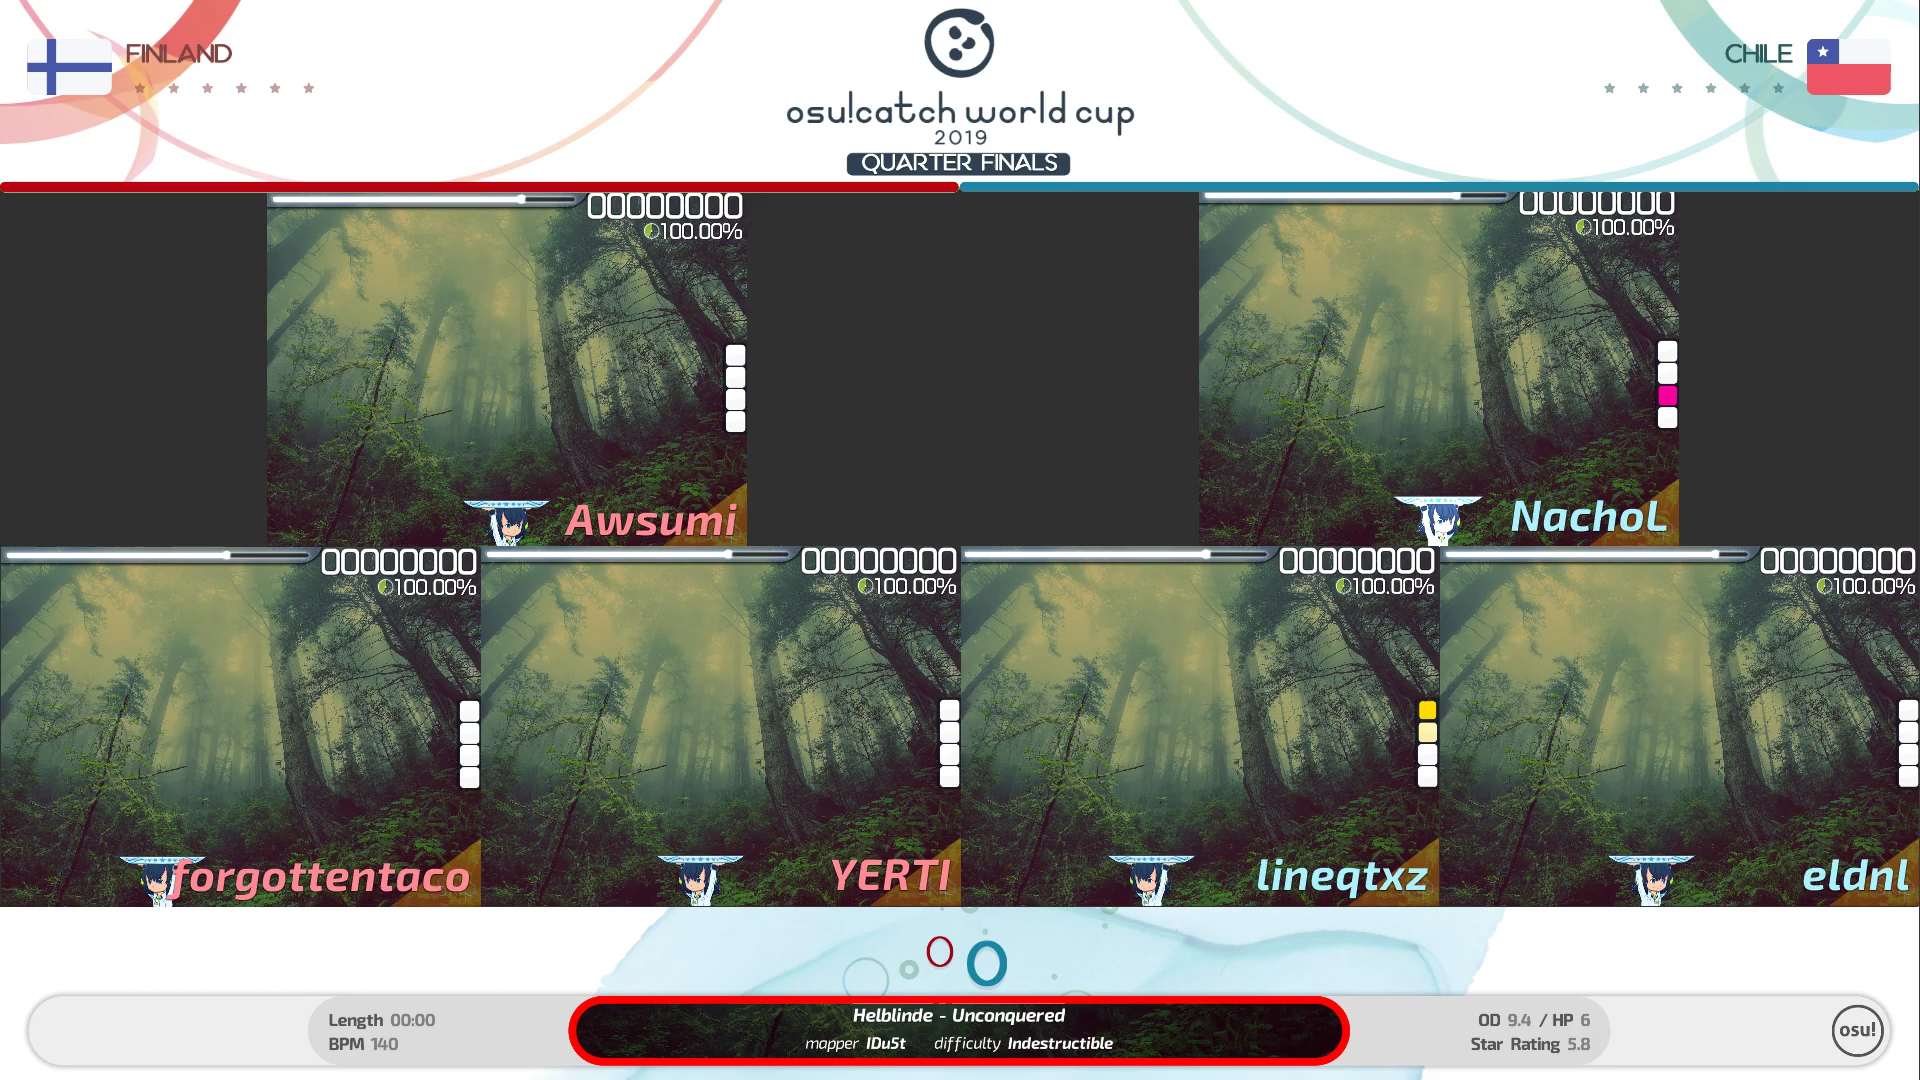 FINLAND
CHILE
osu!catch world cup
2019
QUARTER FINALS
00000000
100.00%
Awsumi
00000000
100.00%
NachoL
00000000
100.00%
forgottentaco
00000000
100.00%
YERTI
00000000
100.00%
lineqtxz
00000000
100.00%
eldnl
0
0
Length 00:00
BPM 140
Helblinde - Unconquered
mapper IDu5t difficulty Indestructible
OD 9.4 / HP 6
Star Rating 5.8
osu!